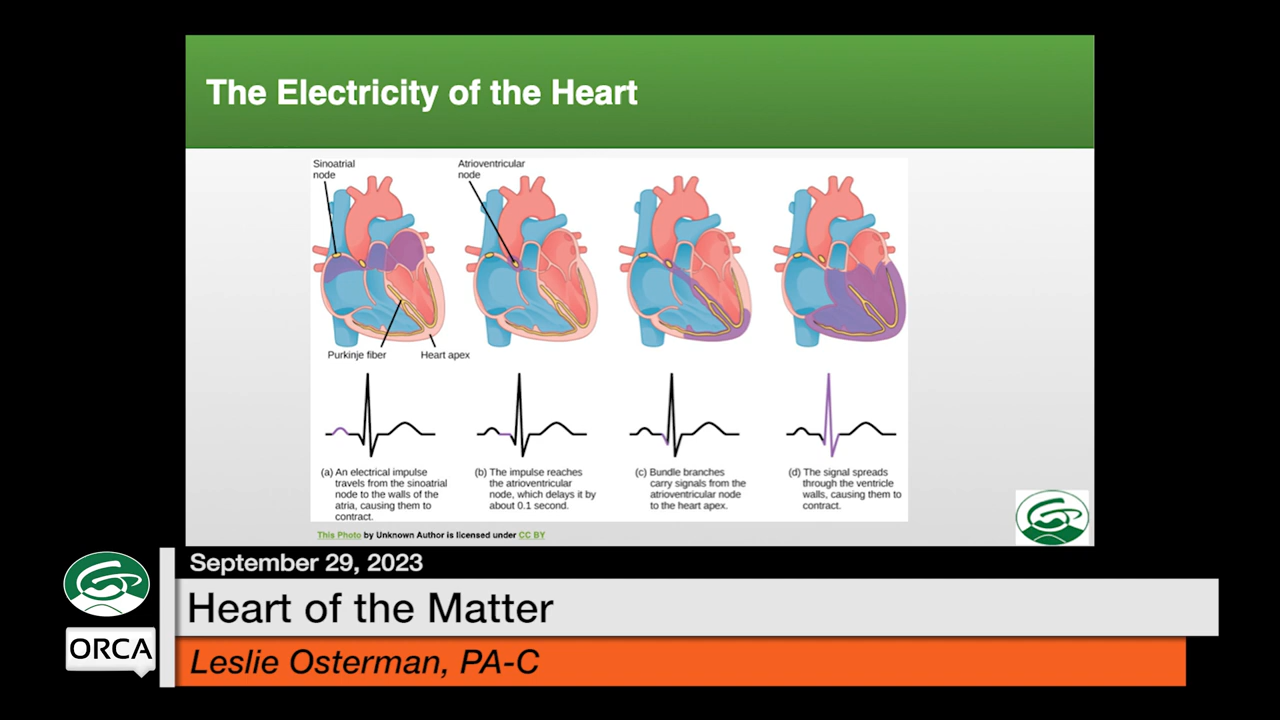 The Electricity of the Heart
Sinoatrial
node
Atrioventricular
node
Purkinje fiber
Heart apex
(a) An electrical impulse
travels from the sinoatrial
node to the walls of the
atria, causing them to
contract.
(b) The impulse reaches
the atrioventricular
node, which delays it by
about 0.1 second.
(c) Bundle branches
carry signals from the
atrioventricular node
to the heart apex.
(d) The signal spreads
through the ventricle
walls, causing them to
contract.
This Photo by Unknown Author is licensed under CC BY
September 29, 2023
Heart of the Matter
ORCA
Leslie Osterman, PA-C